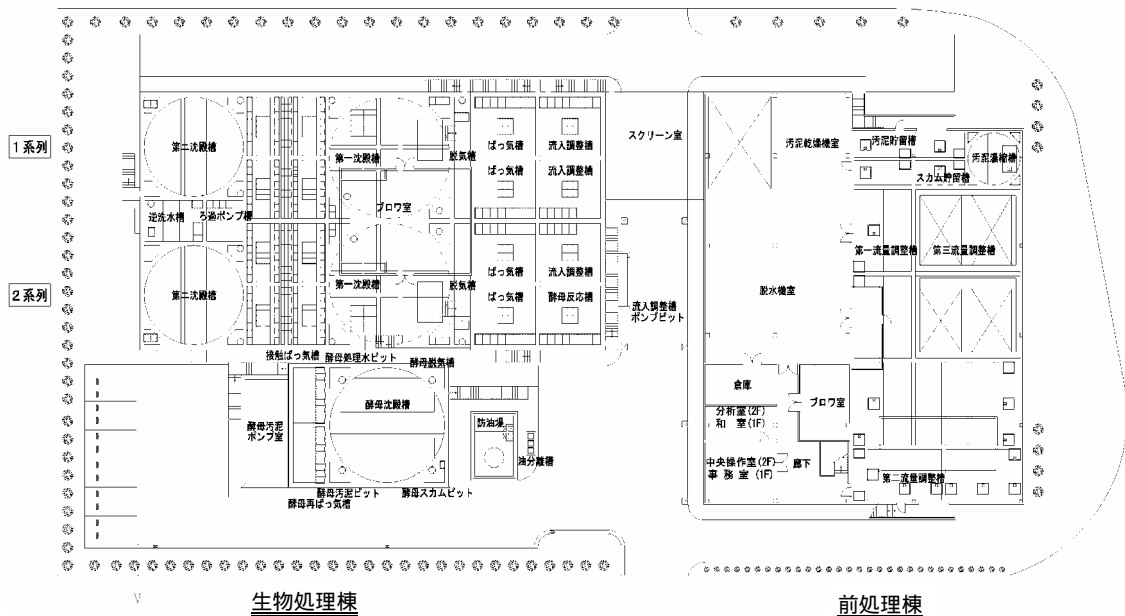 1系列
第二沈殿槽
第一沈殿槽
脱気槽
ばっ気槽
流入調整槽
ばっ気槽
流入調整槽
逆洗水槽
ろ過ポンプ槽
ブロワ室
2系列
第二沈殿槽
第一沈殿槽
脱気槽
ばっ気槽
流入調整槽
ばっ気槽
酵母反応槽
流入調整槽
ポンプピット
接触ばっ気槽
酵母処理水ピット
酵母脱気槽
酵母汚泥
ポンプ室
酵母沈殿槽
防油堤
油分離槽
酵母汚泥ピット
酵母スカムピット
酵母再ばっ気槽
生物処理棟
スクリーン室
汚泥乾燥機室
汚泥貯留槽
汚泥濃縮槽
スカム貯留槽
第一流量調整槽
第三流量調整槽
脱水機室
倉庫
ブロワ室
分析室(2F)
和 室(1F)
中央操作室(2F)
事 務 室(1F)
廊下
第二流量調整槽
前処理棟